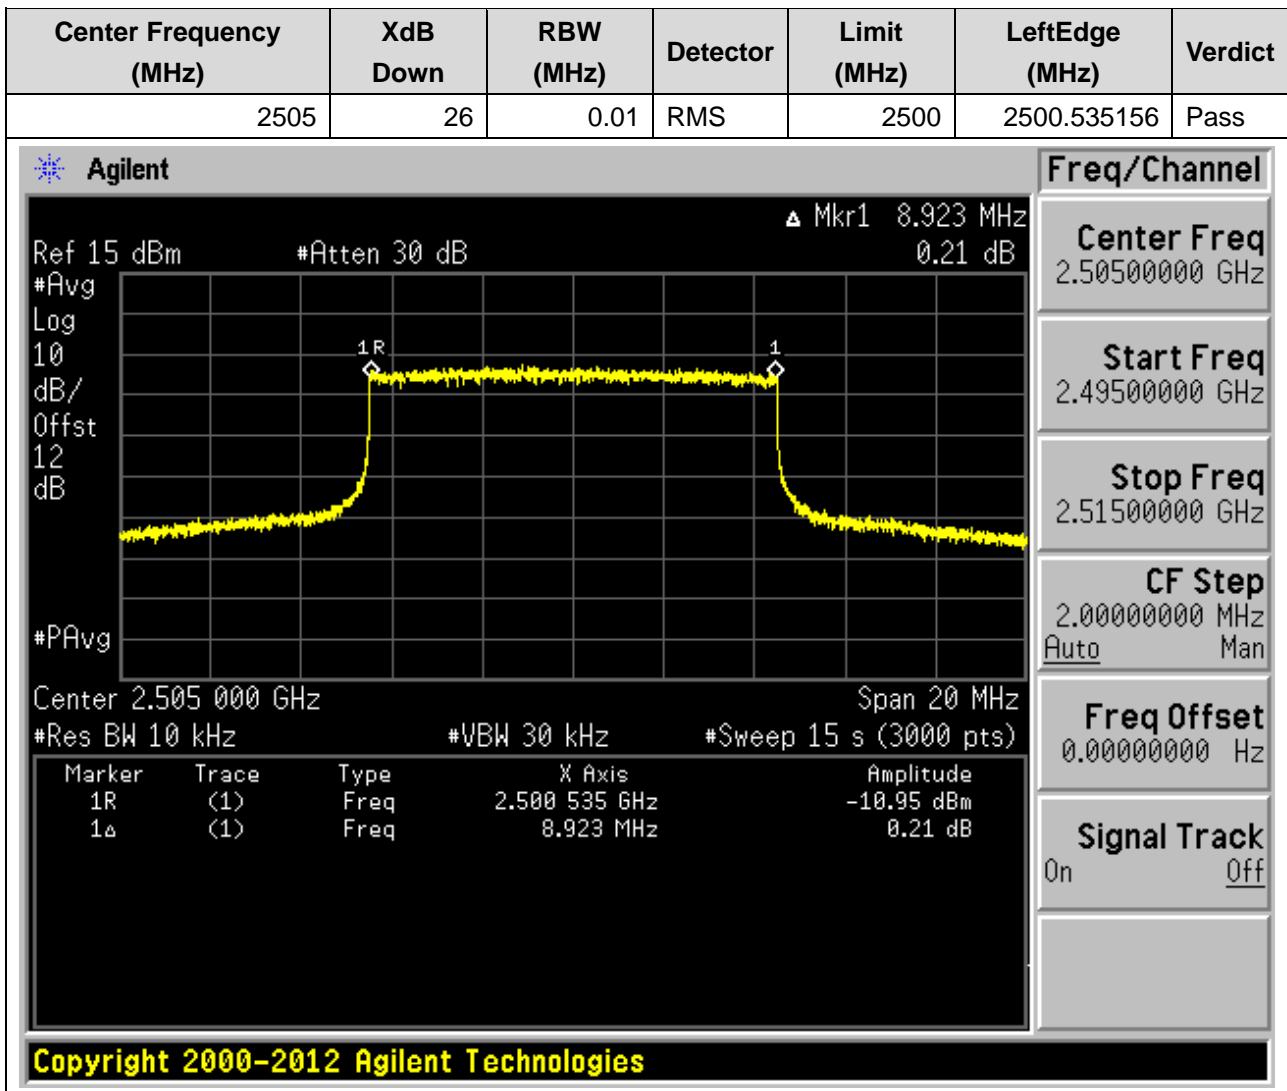 Center Frequency (MHz) XdB Down RBW (MHz) Detector Limit (MHz) LeftEdge (MHz) Verdict
2505 26 0.01 RMS 2500 2500.535156 Pass
Agilent Freq/Channel
Δ Mkr1 8.923 MHz
Ref 15 dBm #Atten 30 dB 0.21 dB
#Avg
Log
10
dB/
Offst
12
dB
1R 1
#PAvg
Center 2.505 000 GHz Span 20 MHz
#Res BW 10 kHz #VBW 30 kHz #Sweep 15 s (3000 pts)
Marker Trace Type X Axis Amplitude
1R (1) Freq 2.500 535 GHz -10.95 dBm
1Δ (1) Freq 8.923 MHz 0.21 dB
Center Freq
2.50500000 GHz
Start Freq
2.49500000 GHz
Stop Freq
2.51500000 GHz
CF Step
2.00000000 MHz
Auto Man
Freq Offset
0.00000000 Hz
Signal Track
On Off
Copyright 2000-2012 Agilent Technologies